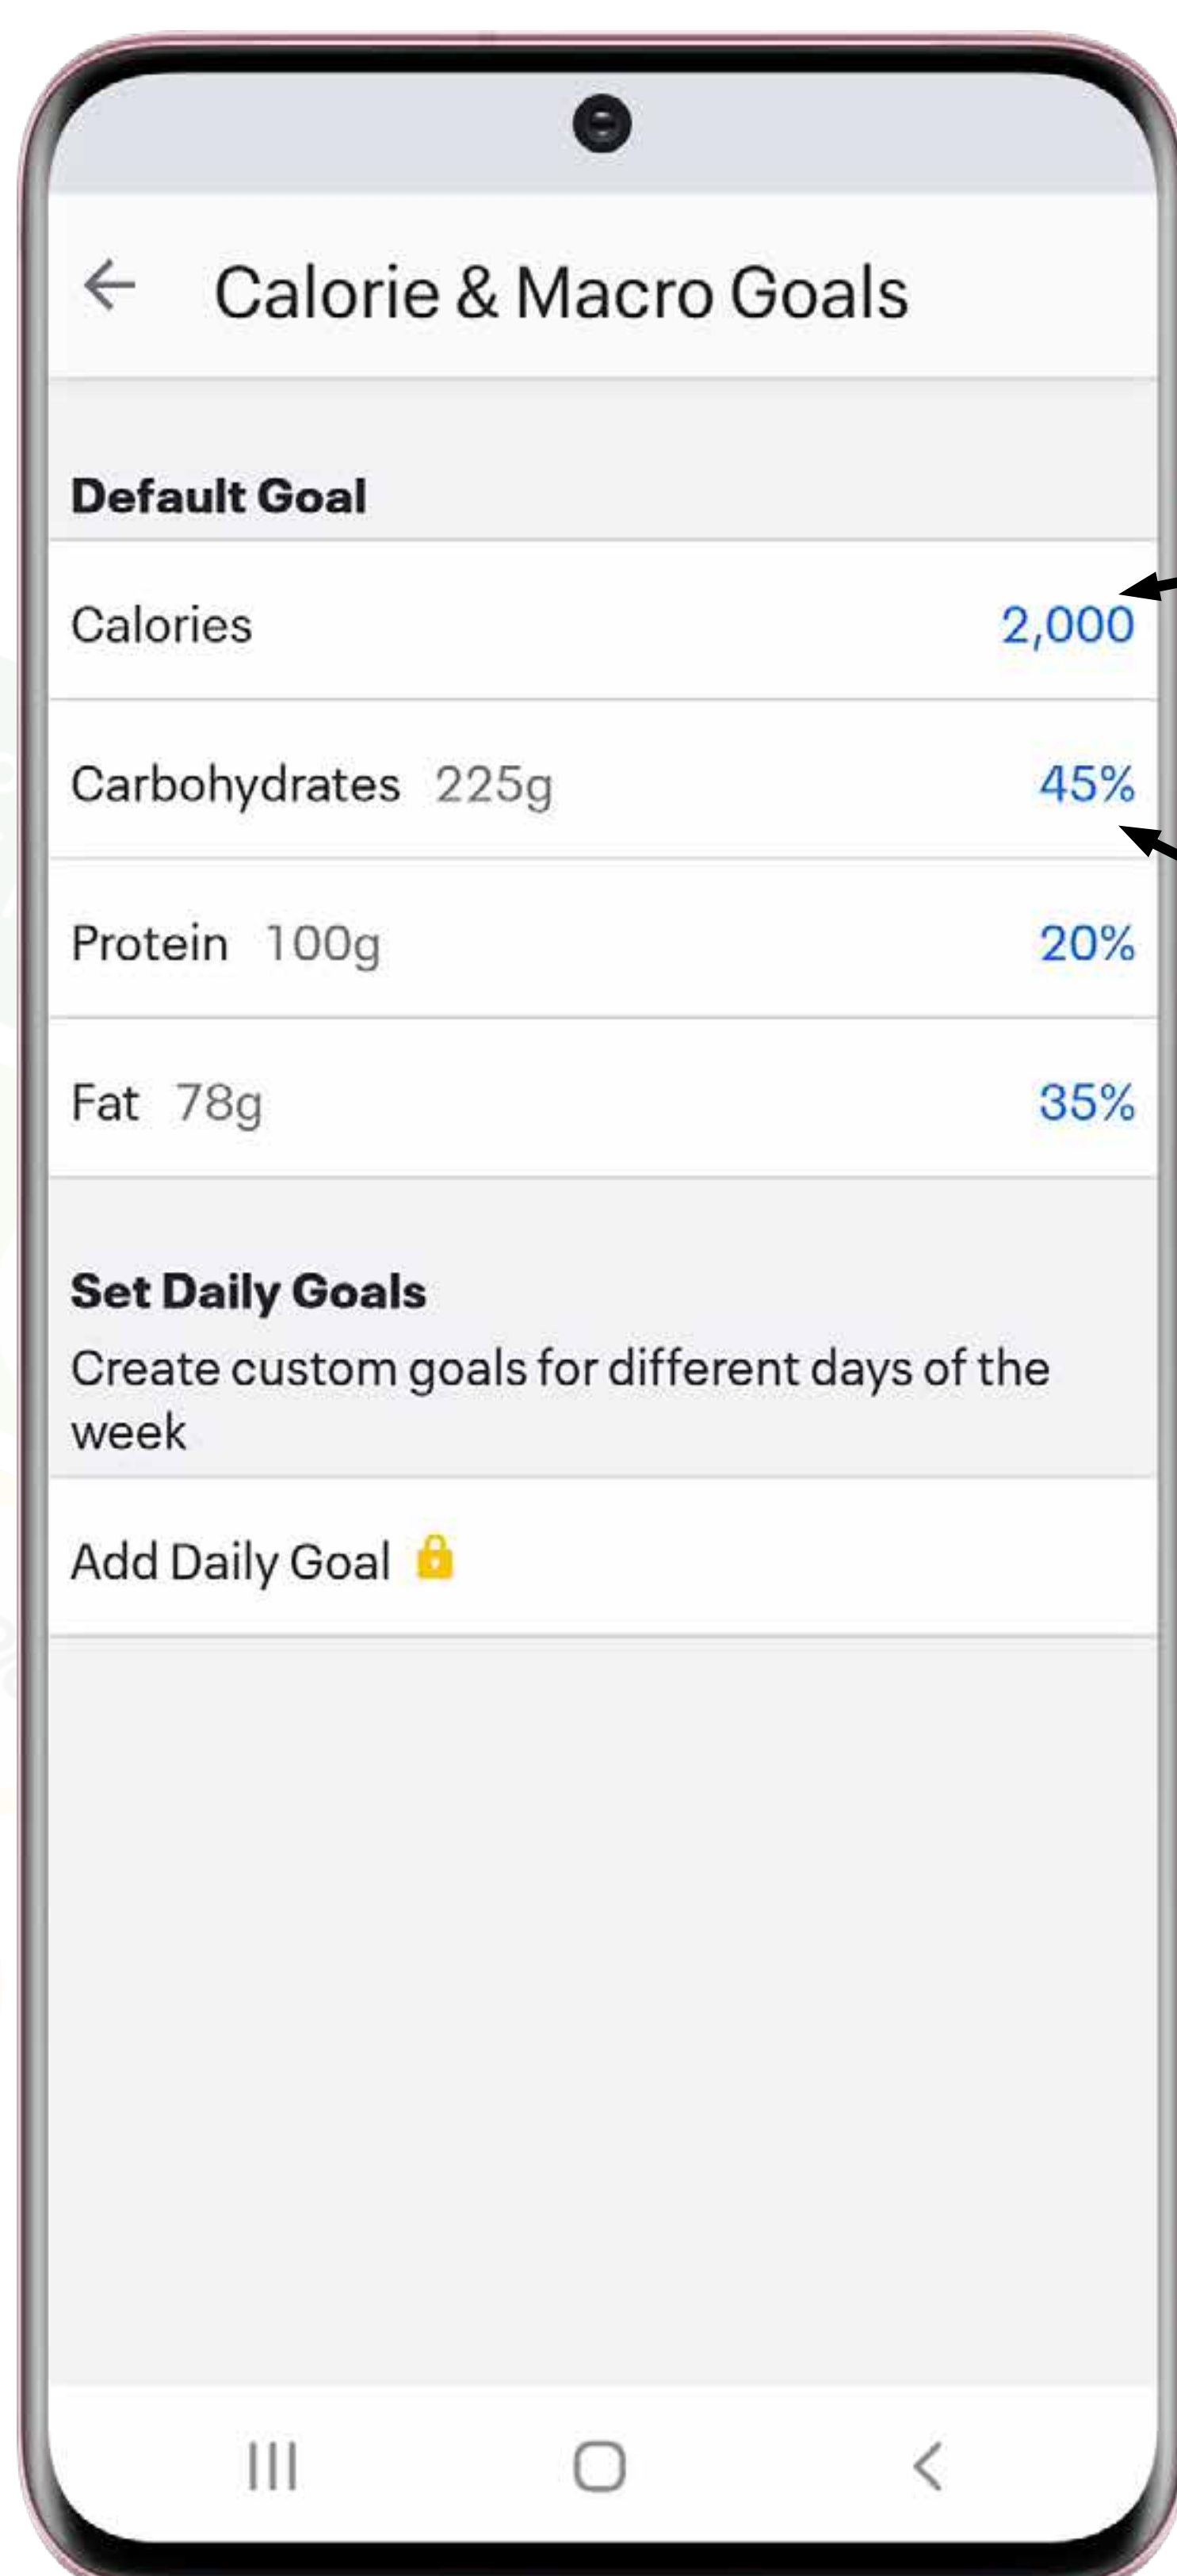 Calorie & Macro Goals
Default Goal
Calories 2,000
Carbohydrates 225g 45%
Protein 100g 20%
Fat 78g 35%
Set Daily Goals
Create custom goals for different days of the
week
Add Daily Goal